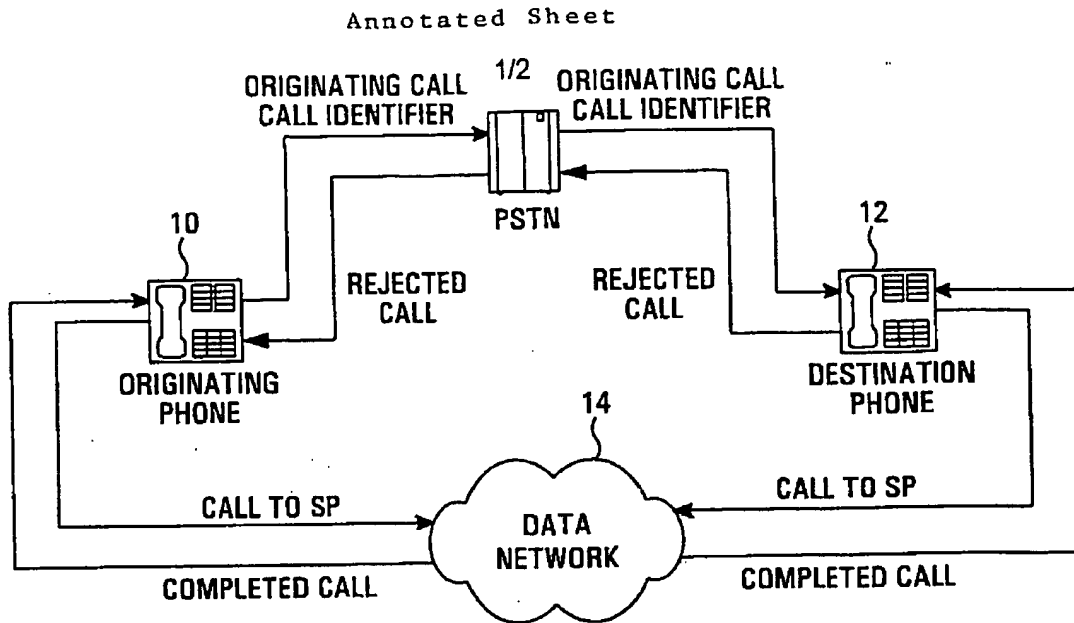 Annotated Sheet
1/2
ORIGINATING CALL
CALL IDENTIFIER
ORIGINATING CALL
CALL IDENTIFIER
PSTN
10
12
REJECTED
CALL
REJECTED
CALL
ORIGINATING
PHONE
DESTINATION
PHONE
14
CALL TO SP
CALL TO SP
DATA
NETWORK
COMPLETED CALL
COMPLETED CALL